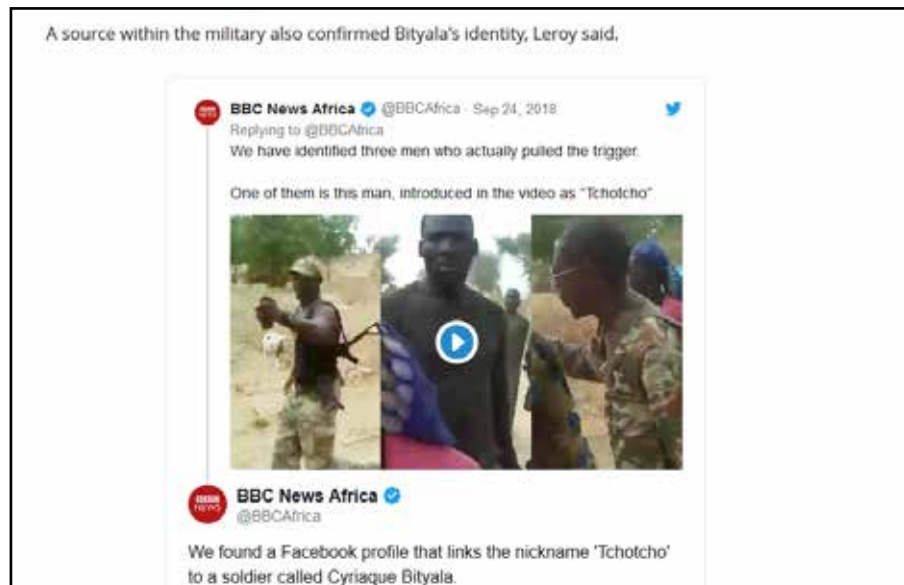 A source within the military also confirmed Bityala's identity, Leroy said.
BBC News Africa @BBCAfrica · Sep 24, 2018
Replying to @BBCAfrica
We have identified three men who actually pulled the trigger.
One of them is this man, introduced in the video as "Tchotcho"
BBC News Africa
@BBCAfrica
BBC
NEWS
We found a Facebook profile that links the nickname 'Tchotcho'
to a soldier called Cyriaque Bityala.